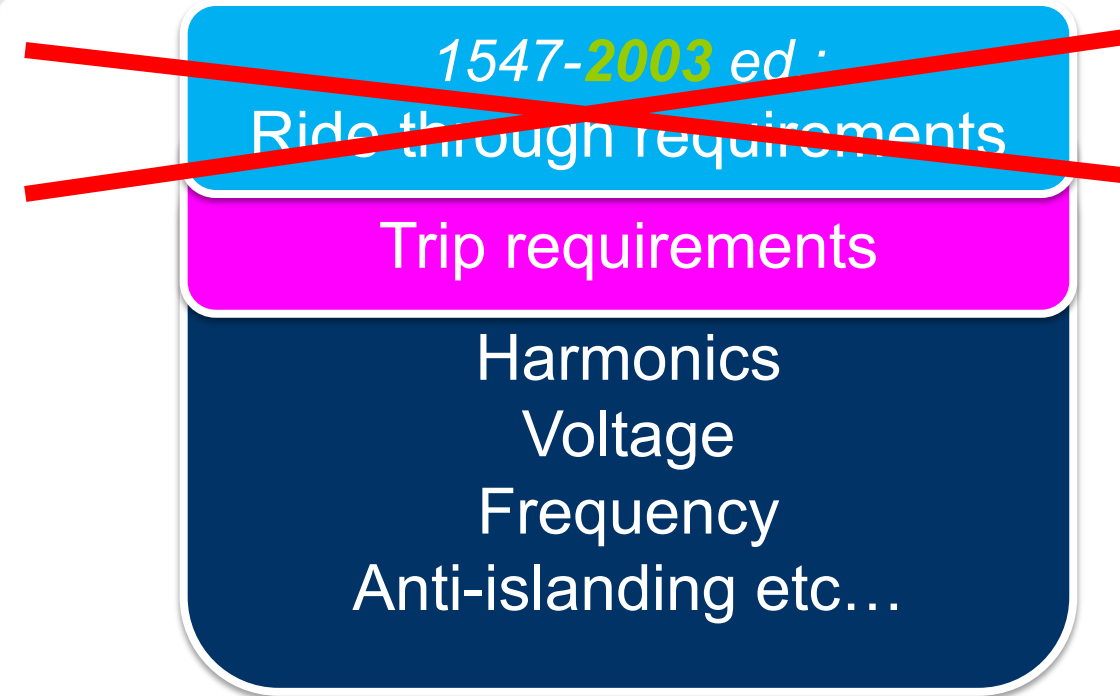 1547-2003 ed :
Ride through requirements
Trip requirements
Harmonics
Voltage
Frequency
Anti-islanding etc…